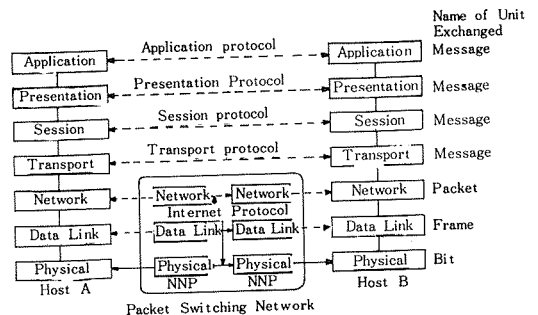 Name of Unit
Exchanged
Application Application protocol Application Message
Presentation Presentation Protocol Presentation Message
Session Session protocol Session Message
Transport Transport protocol Transport Message
Network Network Network Network Packet
Internet Protocol
Data Link Data Link Data Link Data Link Frame
Physical Physical Physical Physical Bit
Host A NNP NNP Host B
Packet Switching Network